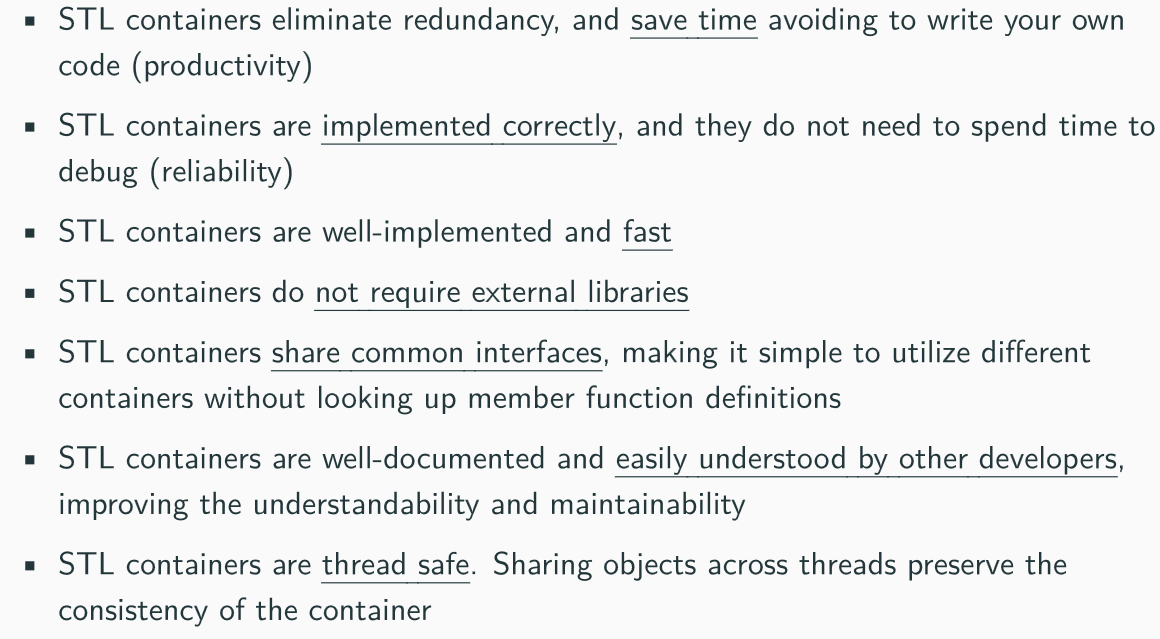 ▪ STL containers eliminate redundancy, and save time avoiding to write your own
code (productivity)
▪ STL containers are implemented correctly, and they do not need to spend time to
debug (reliability)
▪ STL containers are well-implemented and fast
▪ STL containers do not require external libraries
▪ STL containers share common interfaces, making it simple to utilize different
containers without looking up member function definitions
▪ STL containers are well-documented and easily understood by other developers,
improving the understandability and maintainability
▪ STL containers are thread safe. Sharing objects across threads preserve the
consistency of the container